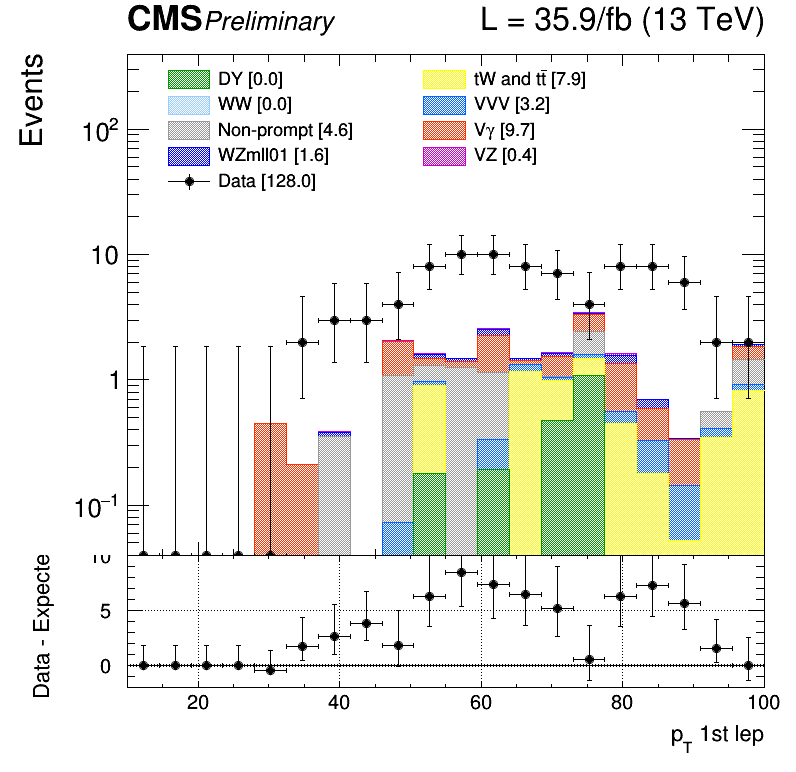 CMS Preliminary L = 35.9/fb (13 TeV)
Events
DY [0.0]
WW [0.0]
Non-prompt [4.6]
WZmll01 [1.6]
Data [128.0]
tW and tt̄ [7.9]
VVV [3.2]
Vγ [9.7]
VZ [0.4]
10²
10
1
10⁻¹
Data - Expecte
10
5
0
20 40 60 80 100
p_T 1st lep